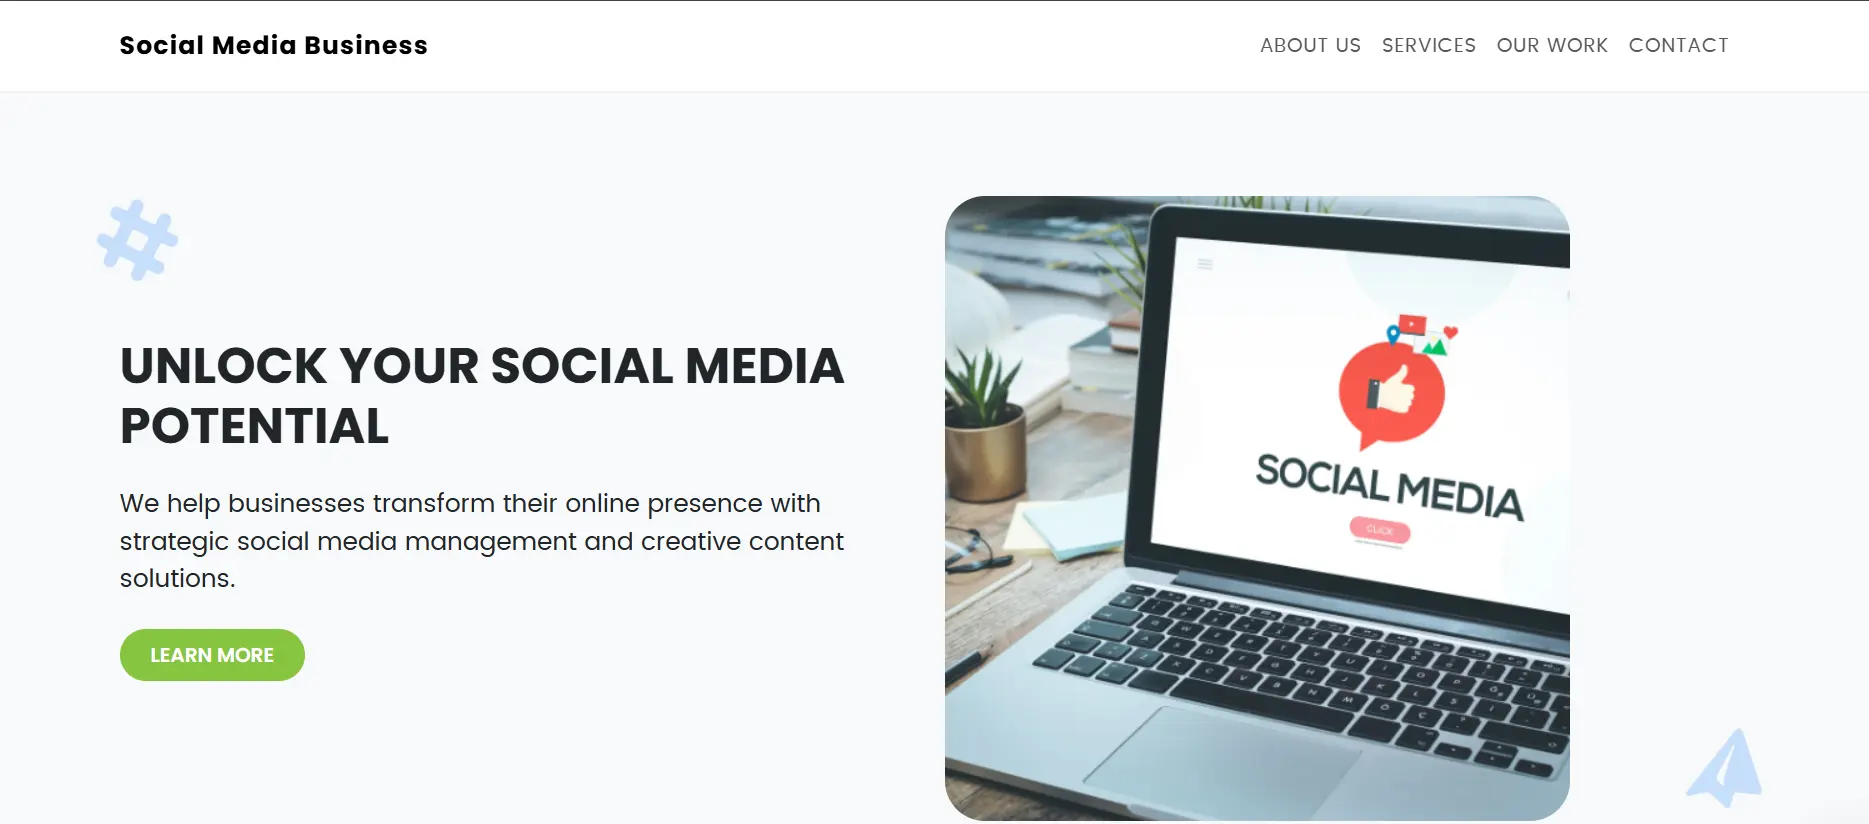 Social Media Business
ABOUT US SERVICES OUR WORK CONTACT
UNLOCK YOUR SOCIAL MEDIA
POTENTIAL
We help businesses transform their online presence with
strategic social media management and creative content
solutions.
LEARN MORE
SOCIAL MEDIA
CLICK